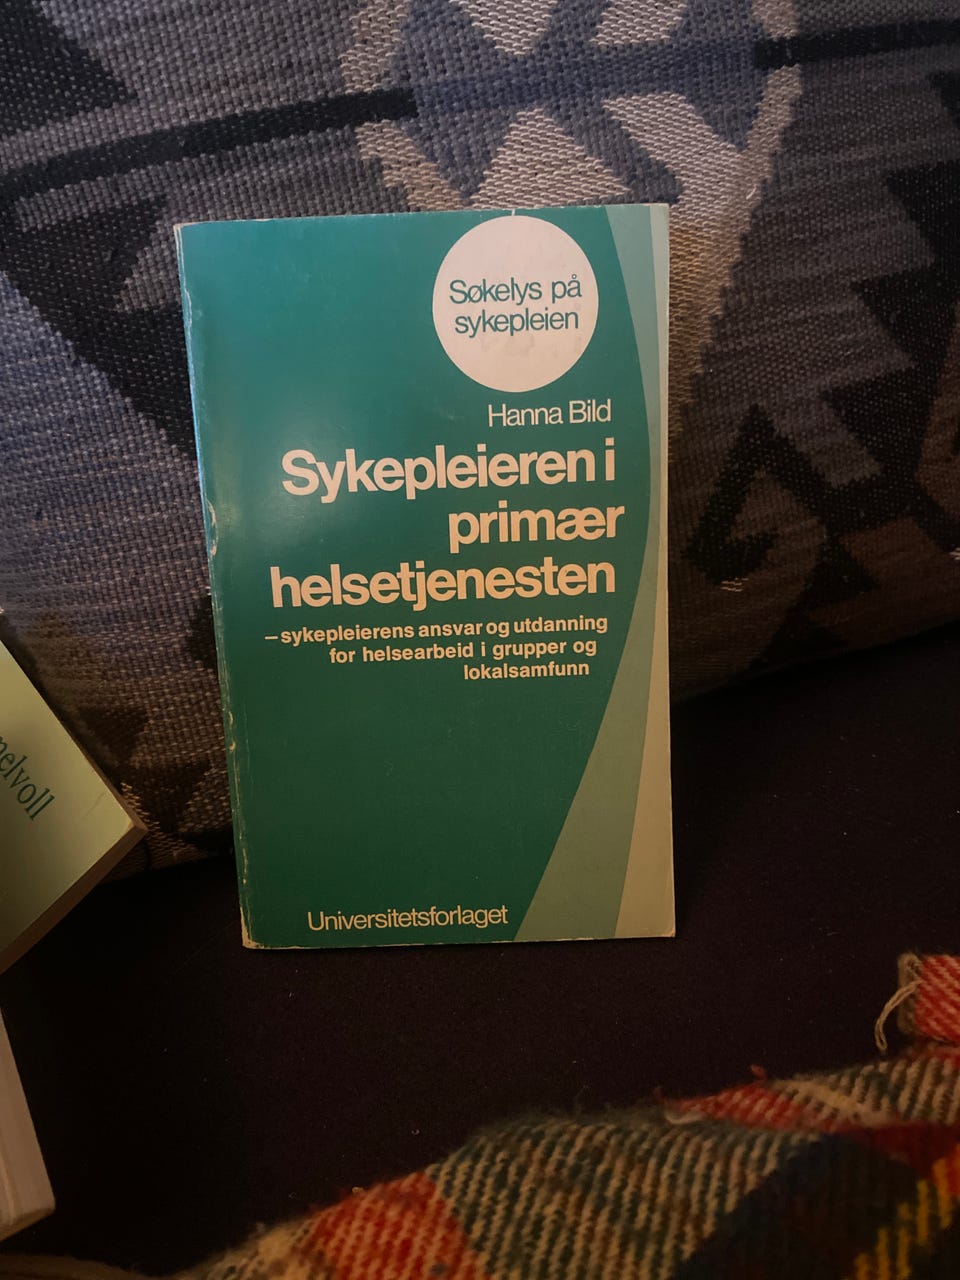 Søkelys på
sykepleien
Hanna Bild
Sykepleieren i
primær
helsetjenesten
– sykepleierens ansvar og utdanning
for helsearbeid i grupper og
lokalsamfunn
Universitetsforlaget